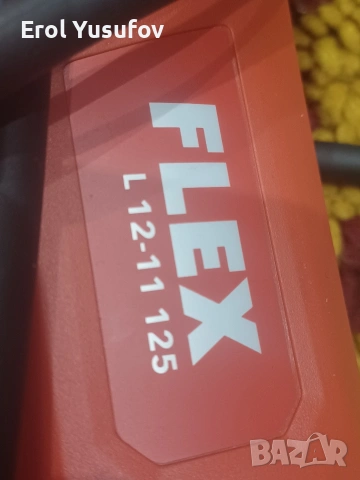 Erol Yusufov
FLEX
L 12-11 125
BAZAR